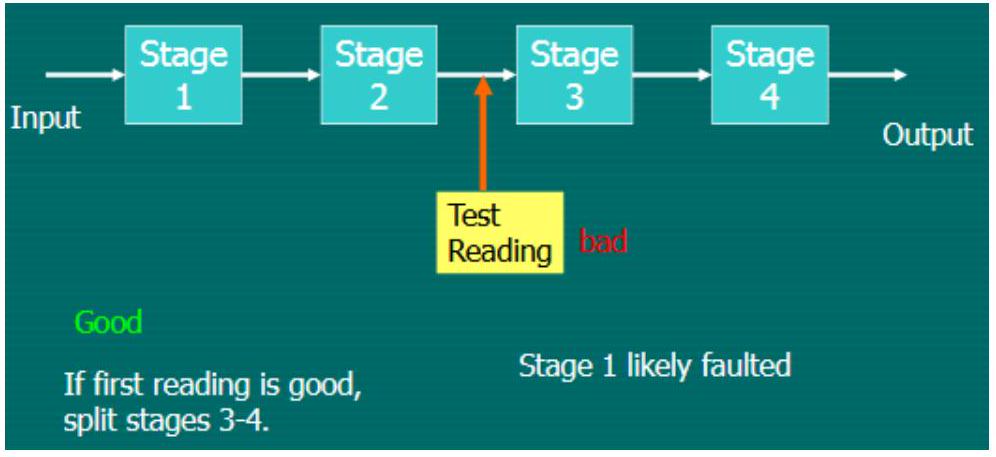 Stage
1
Stage
2
Stage
3
Stage
4
Input
Output
Test
Reading
bad
Good
If first reading is good,
split stages 3-4.
Stage 1 likely faulted